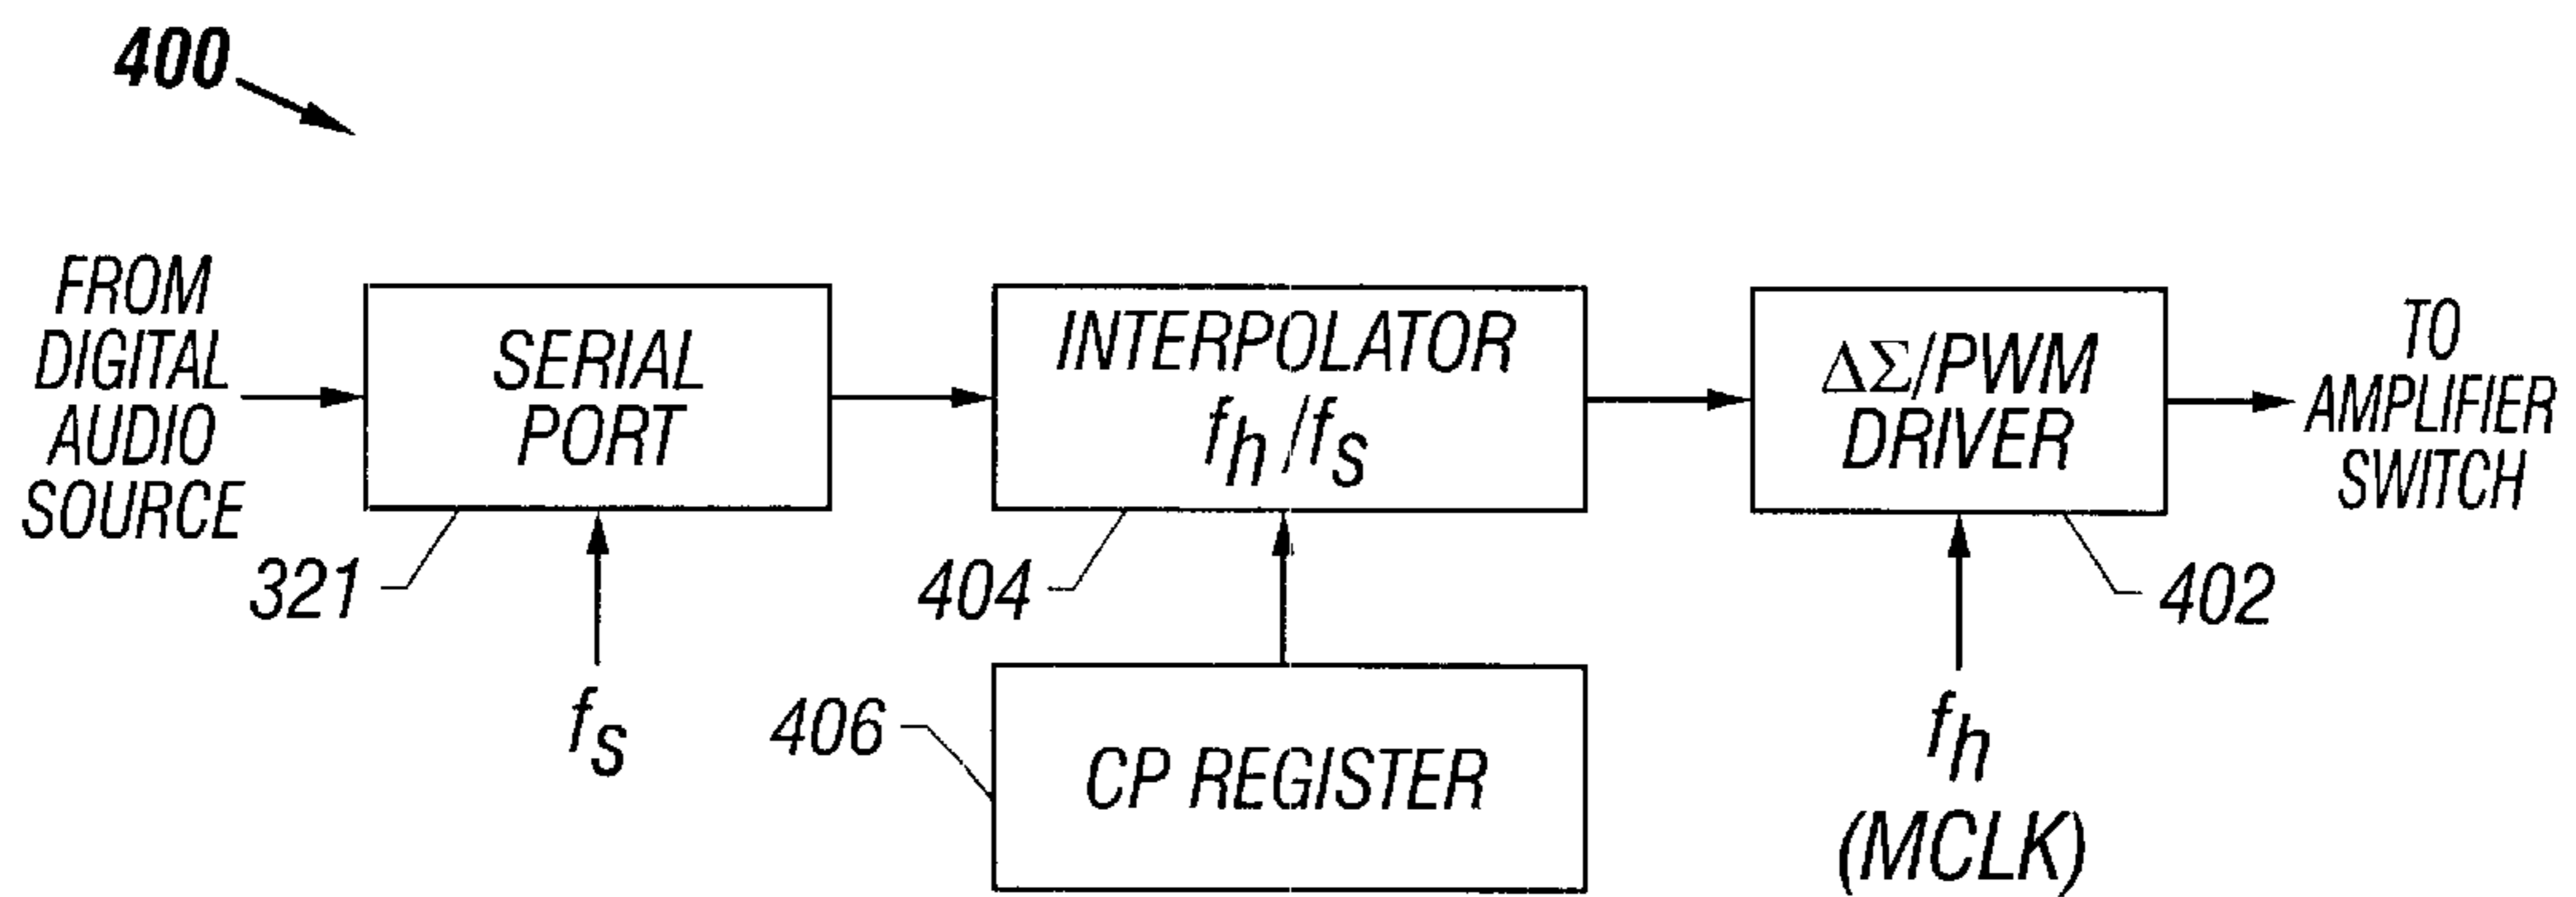 400
FROM
DIGITAL
AUDIO
SOURCE
SERIAL
PORT
321
fs
INTERPOLATOR
fh/fs
404
CP REGISTER
406
ΔΣ/PWM
DRIVER
402
fh
(MCLK)
TO
AMPLIFIER
SWITCH